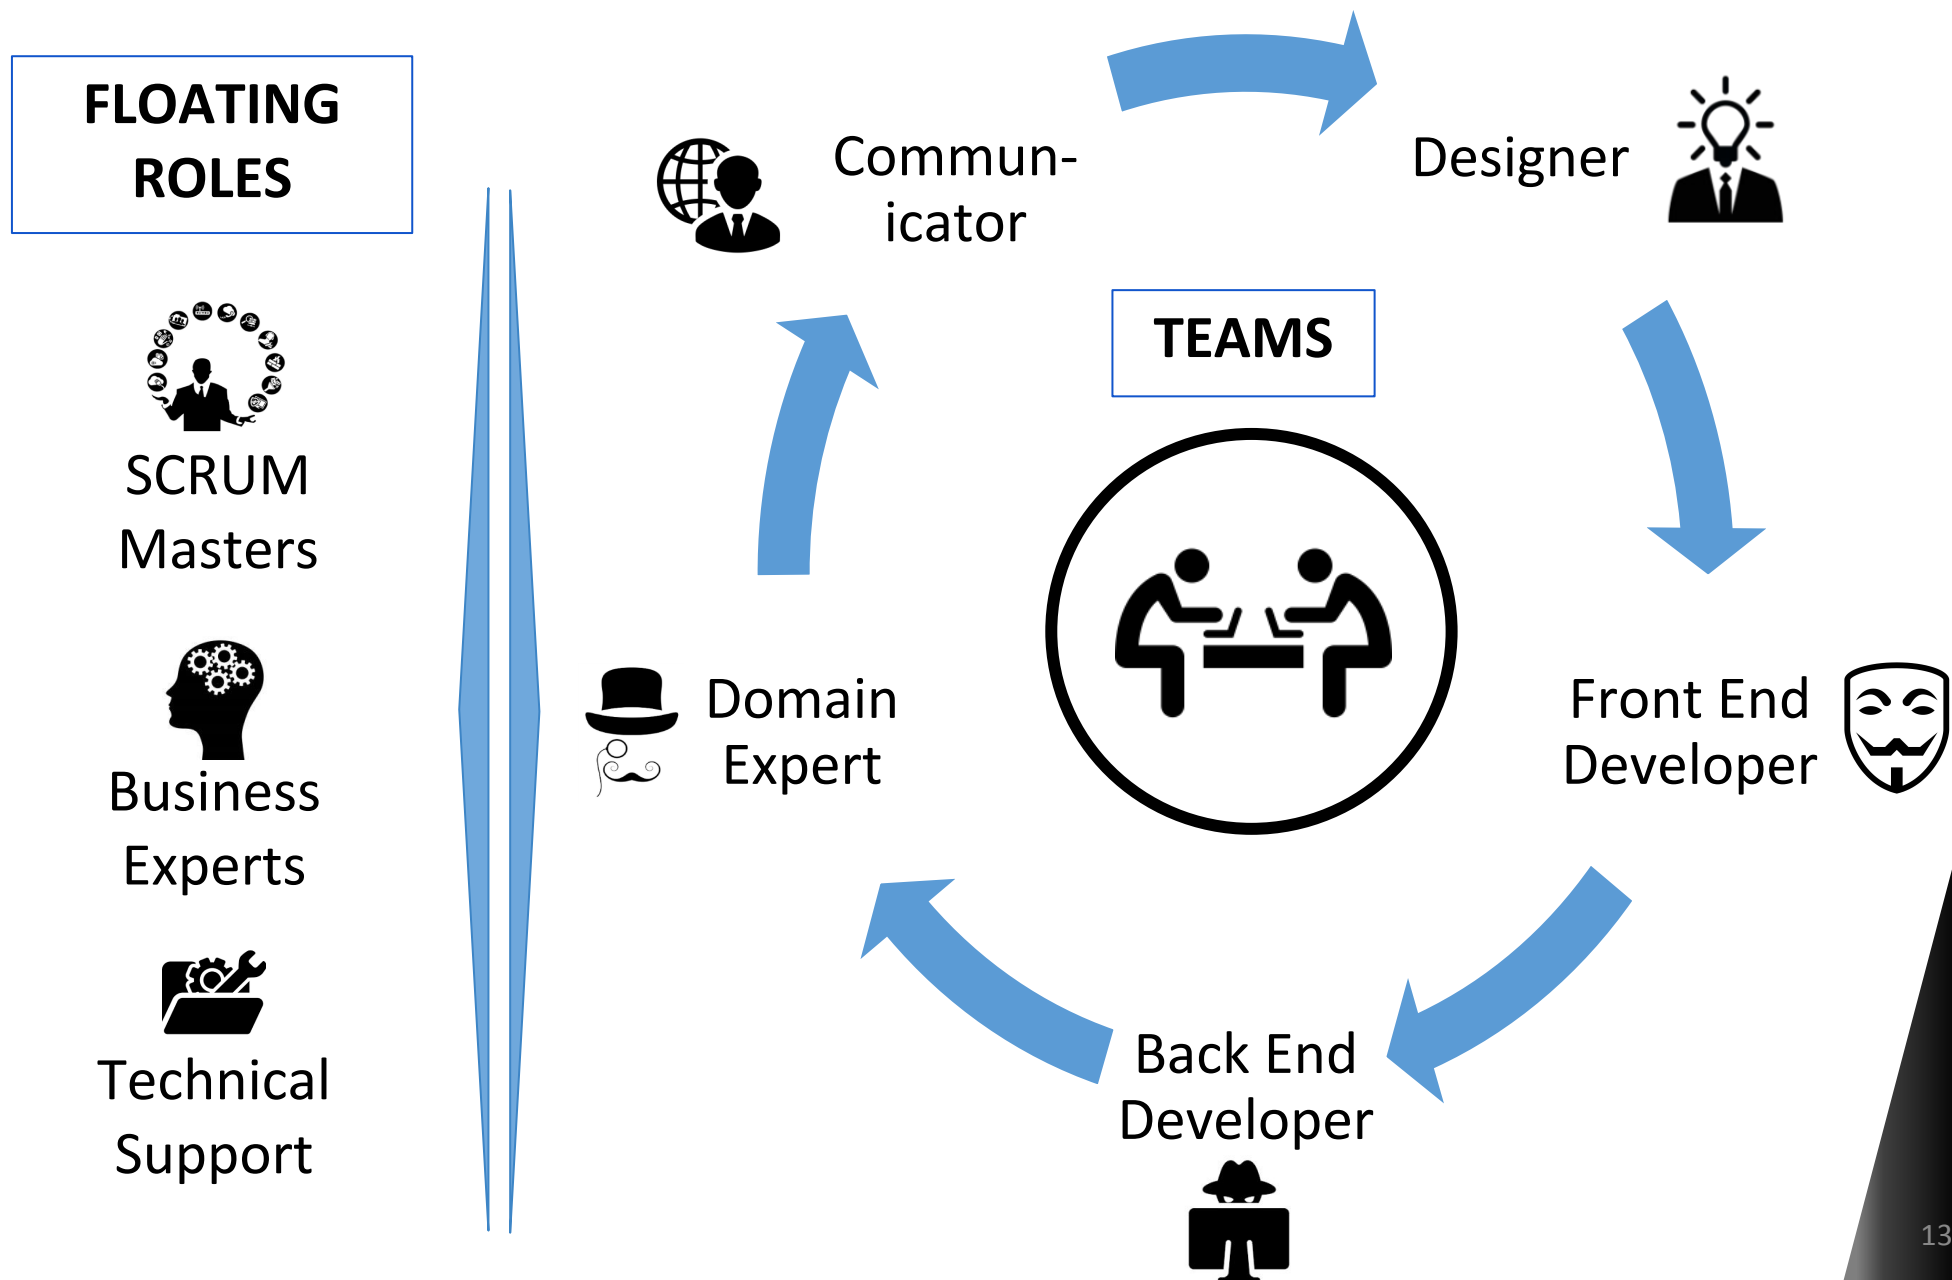 FLOATING
ROLES
SCRUM
Masters
Business
Experts
Technical
Support
Commun-
icator
Designer
TEAMS
Domain
Expert
Front End
Developer
Back End
Developer
13